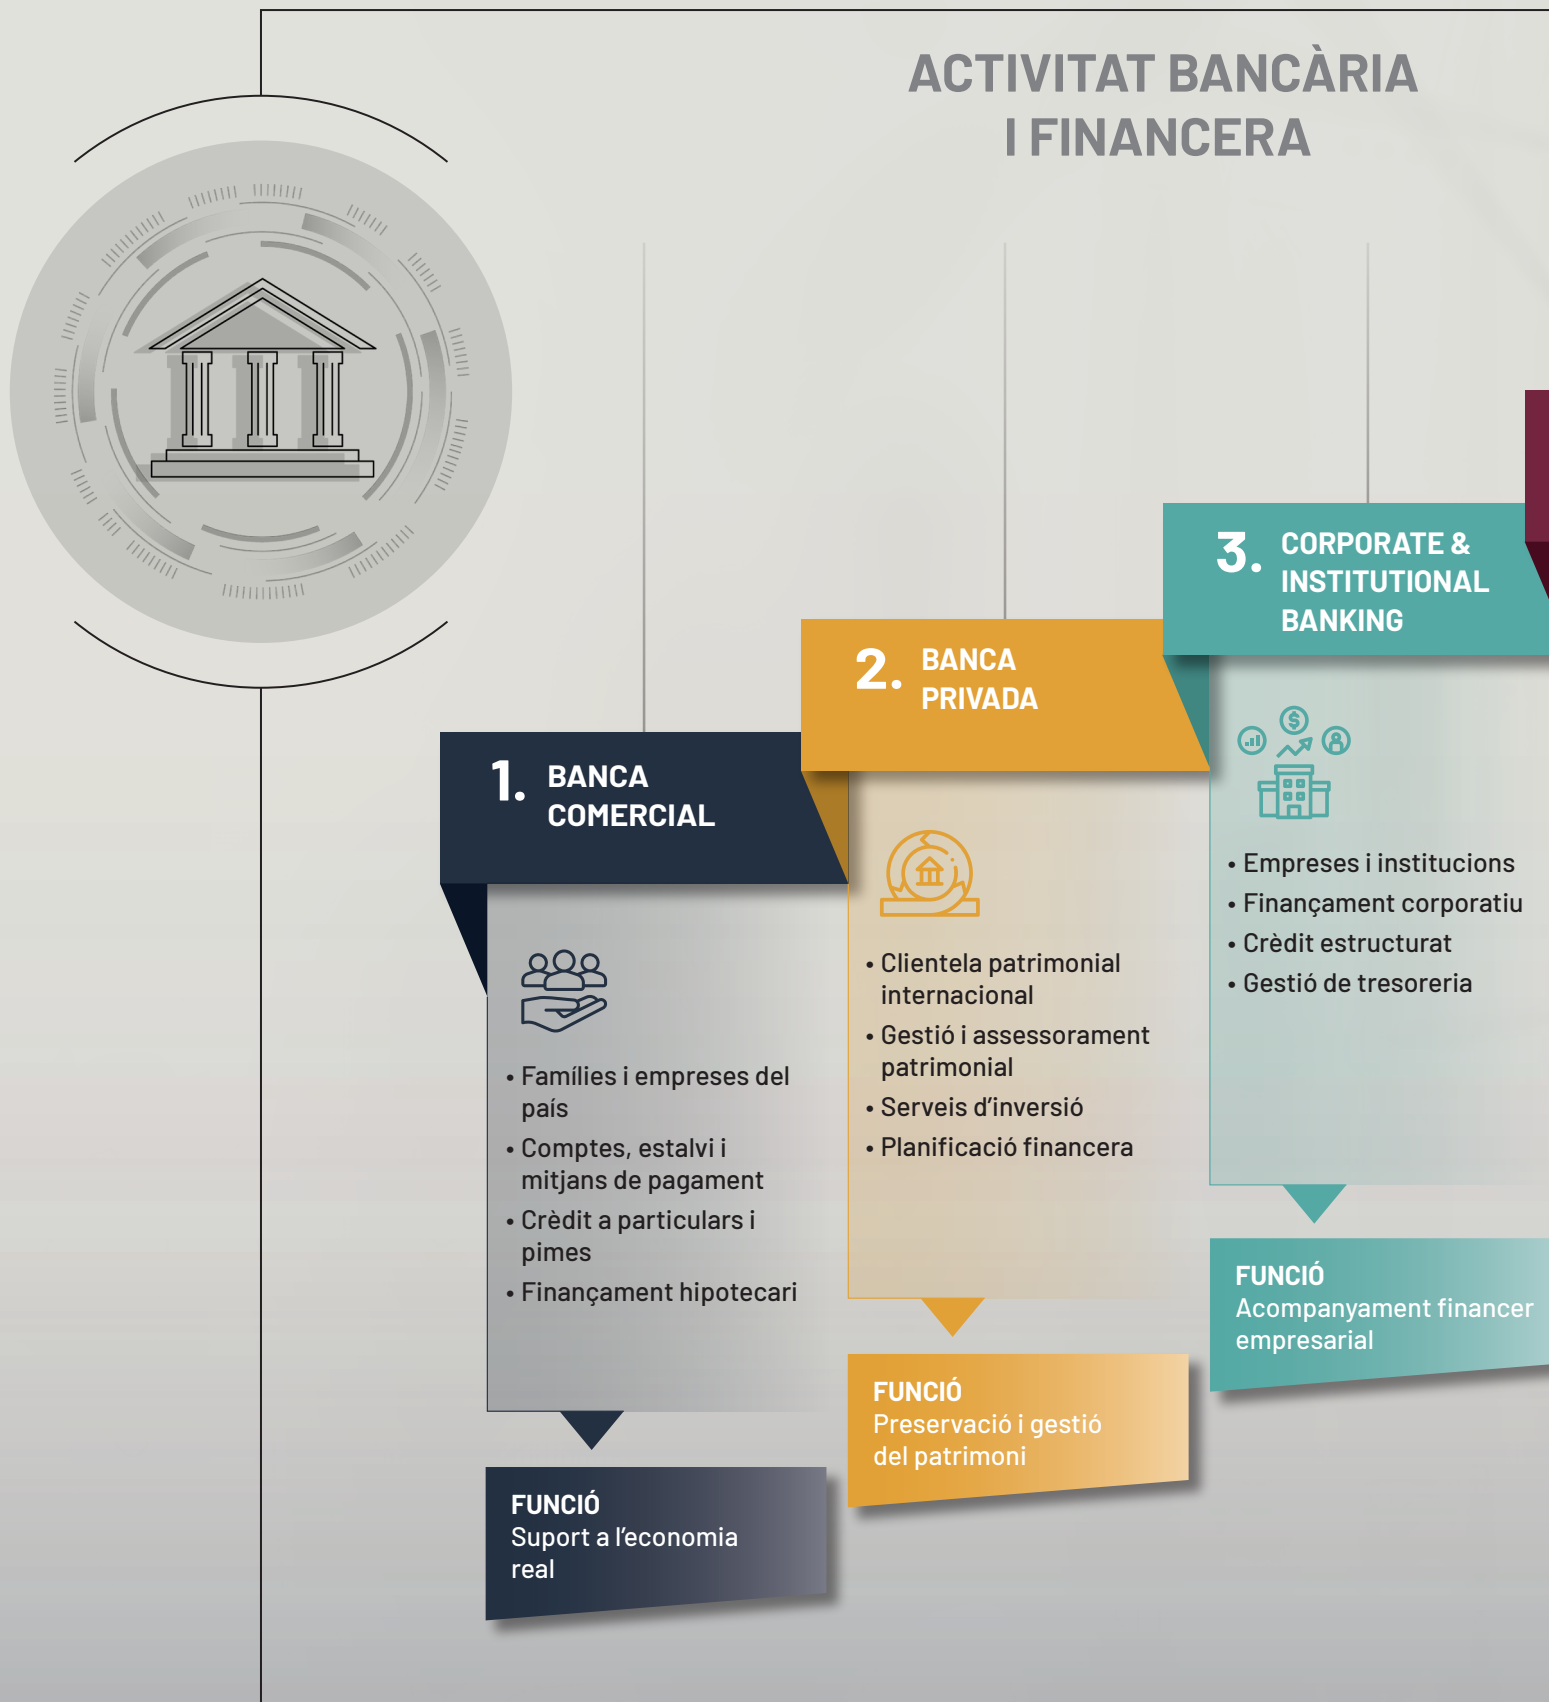 ACTIVITAT BANCÀRIA
I FINANCERA
1. BANCA
COMERCIAL
• Famílies i empreses del
país
• Comptes, estalvi i
mitjans de pagament
• Crèdit a particulars i
pimes
• Finançament hipotecari
FUNCIÓ
Suport a l’economia
real
2. BANCA
PRIVADA
• Clientela patrimonial
internacional
• Gestió i assessorament
patrimonial
• Serveis d’inversió
• Planificació financera
FUNCIÓ
Preservació i gestió
del patrimoni
3. CORPORATE &
INSTITUTIONAL
BANKING
• Empreses i institucions
• Finançament corporatiu
• Crèdit estructurat
• Gestió de tresoreria
FUNCIÓ
Acompanyament financer
empresarial